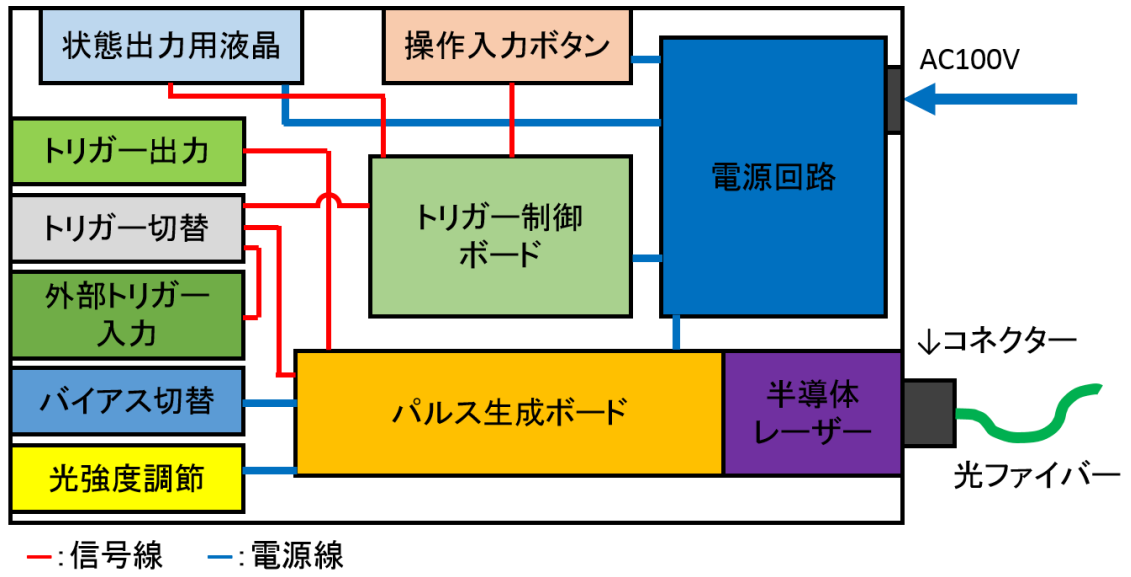 状態出力用液晶
操作入力ボタン
AC100V
トリガー出力
電源回路
トリガー切替
トリガー制御
ボード
外部トリガー
入力
↓コネクター
バイアス切替
パルス生成ボード
半導体
レーザー
光強度調節
光ファイバー
ー:信号線 ー:電源線